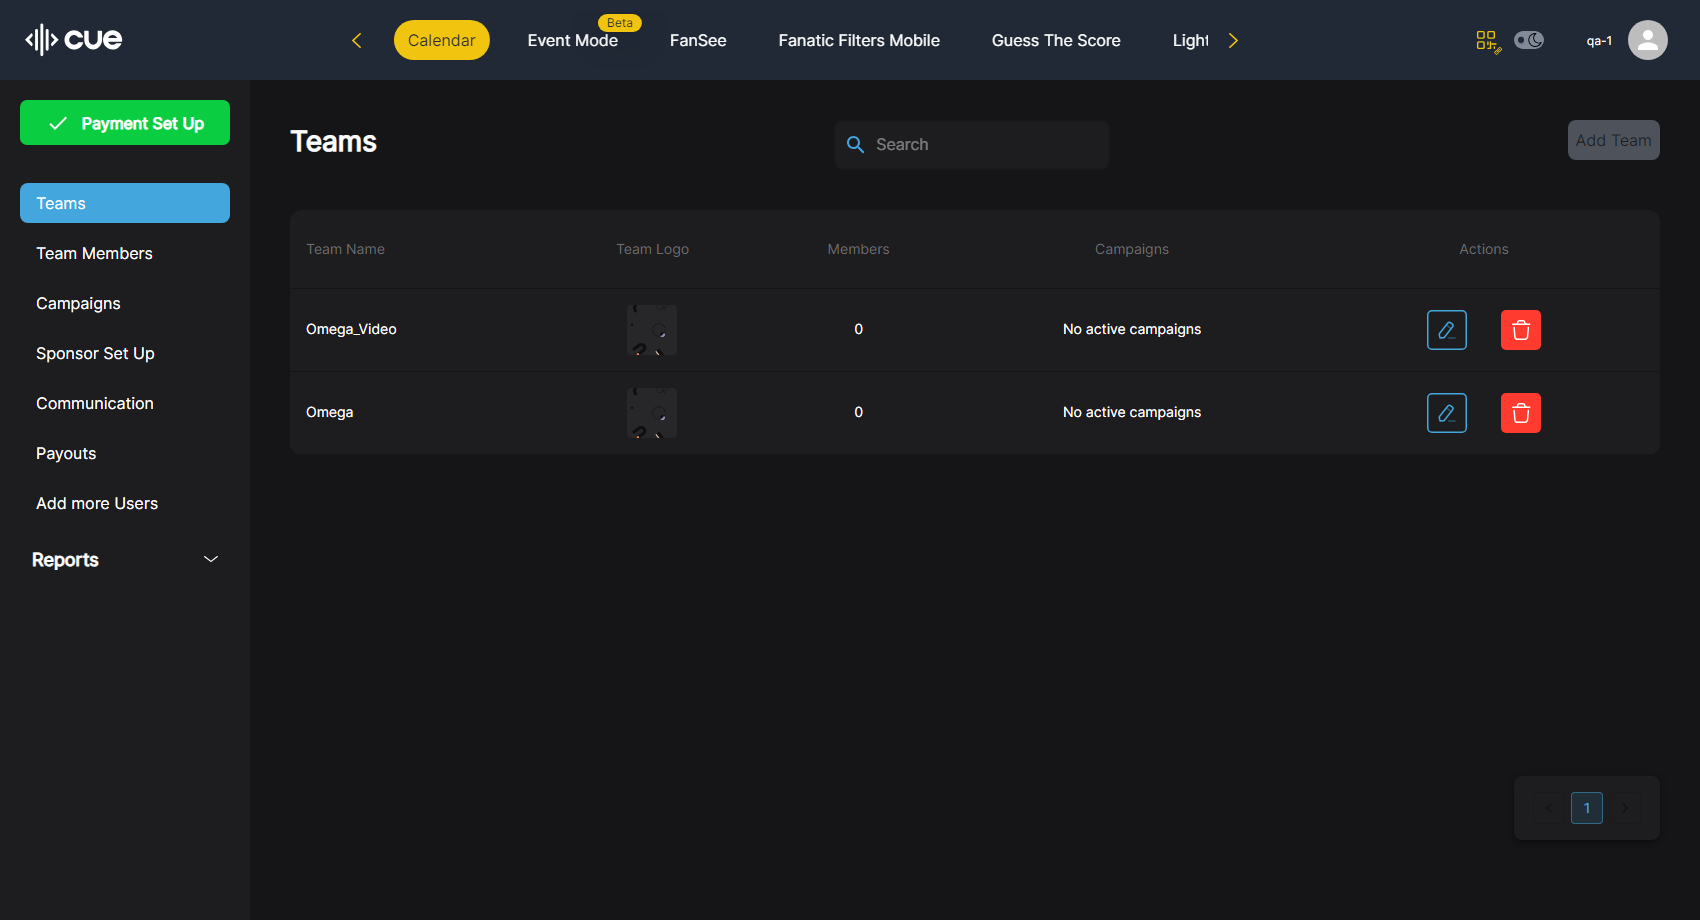 cue
Calendar
Event Mode
Beta
FanSee
Fanatic Filters Mobile
Guess The Score
Light
qa-1
Payment Set Up
Teams
Team Members
Campaigns
Sponsor Set Up
Communication
Payouts
Add more Users
Reports
Teams
Search
Add Team
Team Name Team Logo Members Campaigns Actions
Omega_Video 0 No active campaigns
Omega 0 No active campaigns
1